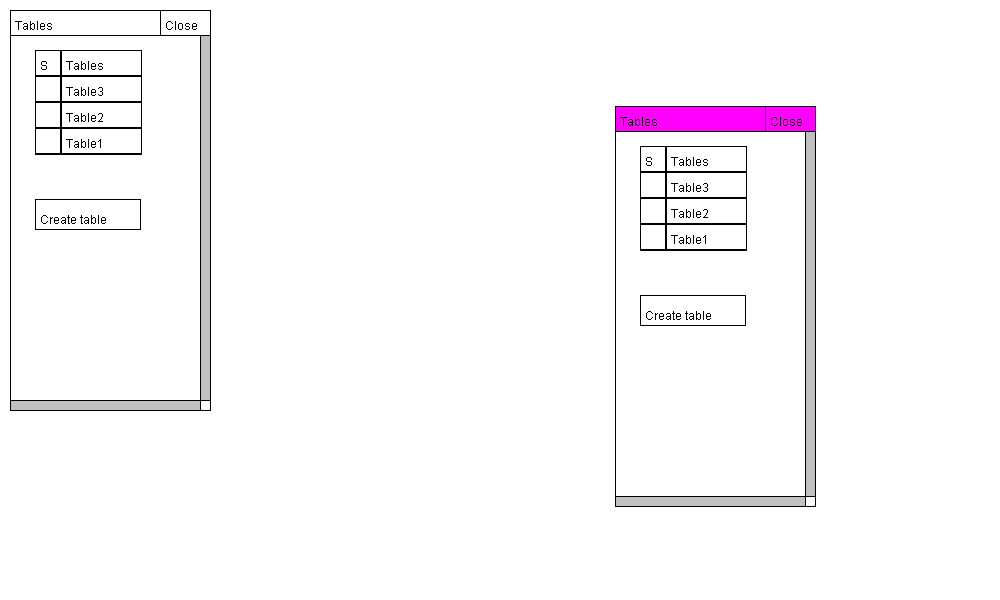 Tables Close
S Tables
Table3
Table2
Table1
Create table
Tables Close
S Tables
Table3
Table2
Table1
Create table